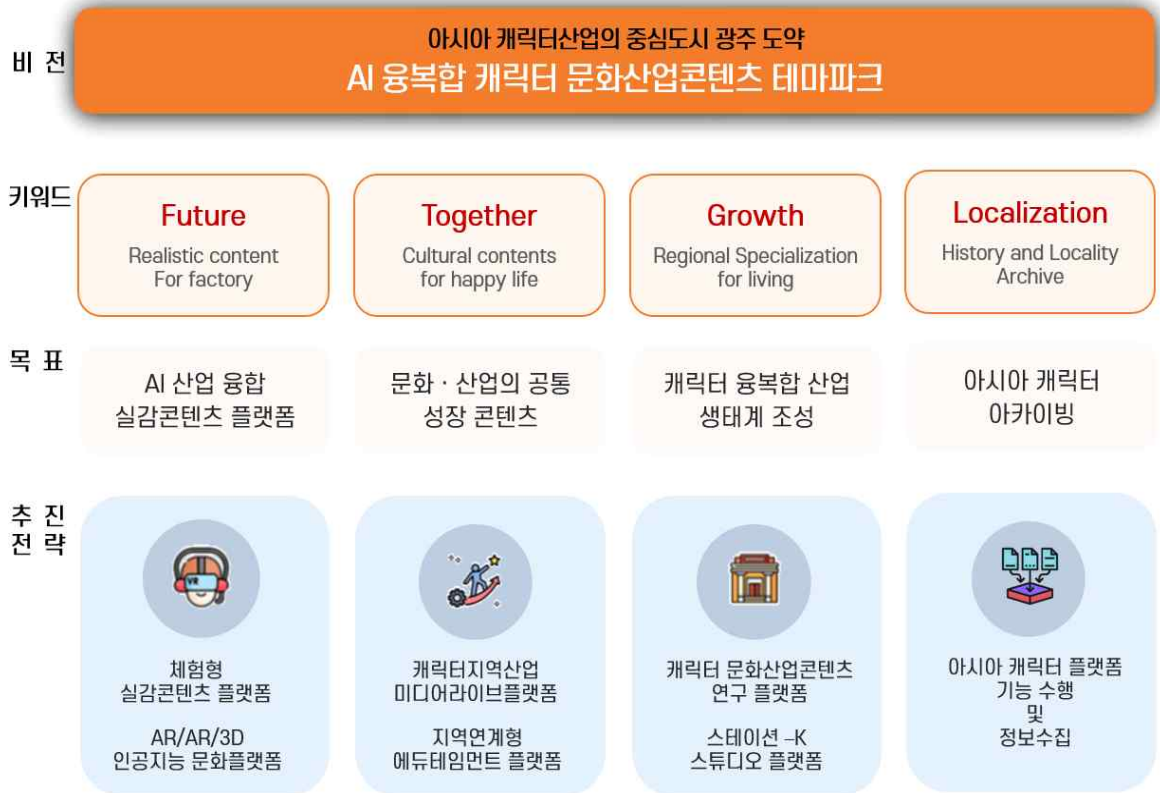 비 전
아시아 캐릭터산업의 중심도시 광주 도약
AI 융복합 캐릭터 문화산업콘텐츠 테마파크
키워드
Future
Realistic content
For factory
Together
Cultural contents
for happy life
Growth
Regional Specialization
for living
Localization
History and Locality
Archive
목 표
AI 산업 융합
실감콘텐츠 플랫폼
문화 · 산업의 공통
성장 콘텐츠
캐릭터 융복합 산업
생태계 조성
아시아 캐릭터
아카이빙
추 진
전 략
VR
체험형
실감콘텐츠 플랫폼
AR/AR/3D
인공지능 문화플랫폼
캐릭터지역산업
미디어라이브플랫폼
지역연계형
에듀테임먼트 플랫폼
캐릭터 문화산업콘텐츠
연구 플랫폼
스테이션 –K
스튜디오 플랫폼
아시아 캐릭터 플랫폼
기능 수행
및
정보수집